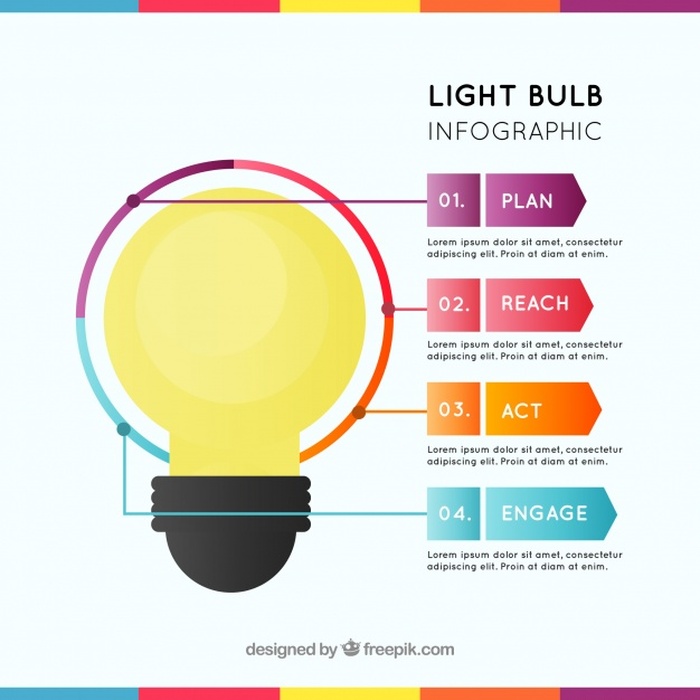 LIGHT BULB
INFOGRAPHIC
01. PLAN
Lorem ipsum dolor sit amet, consectetur
adipiscing elit. Proin at diam at enim.
02. REACH
Lorem ipsum dolor sit amet, consectetur
adipiscing elit. Proin at diam at enim.
03. ACT
Lorem ipsum dolor sit amet, consectetur
adipiscing elit. Proin at diam at enim.
04. ENGAGE
Lorem ipsum dolor sit amet, consectetur
adipiscing elit. Proin at diam at enim.
designed by freepik.com